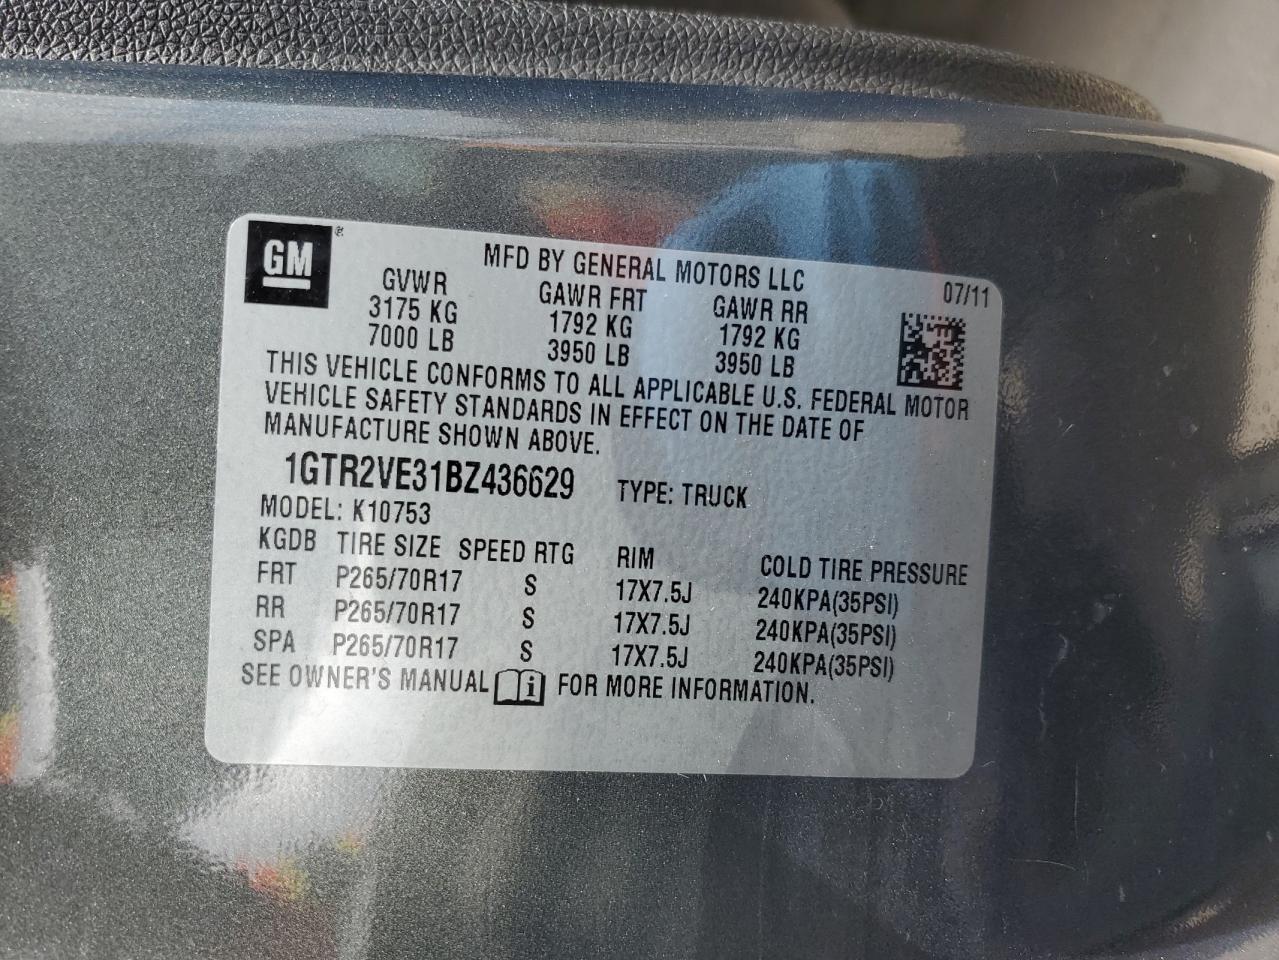 GM®
MFD BY GENERAL MOTORS LLC
07/11
GVWR GAWR FRT GAWR RR
3175 KG 1792 KG 1792 KG
7000 LB 3950 LB 3950 LB
THIS VEHICLE CONFORMS TO ALL APPLICABLE U.S. FEDERAL MOTOR
VEHICLE SAFETY STANDARDS IN EFFECT ON THE DATE OF
MANUFACTURE SHOWN ABOVE.
1GTR2VE31BZ436629 TYPE: TRUCK
MODEL: K10753
KGDB TIRE SIZE SPEED RTG RIM COLD TIRE PRESSURE
FRT P265/70R17 S 17X7.5J 240KPA(35PSI)
RR P265/70R17 S 17X7.5J 240KPA(35PSI)
SPA P265/70R17 S 17X7.5J 240KPA(35PSI)
SEE OWNER'S MANUAL i FOR MORE INFORMATION.